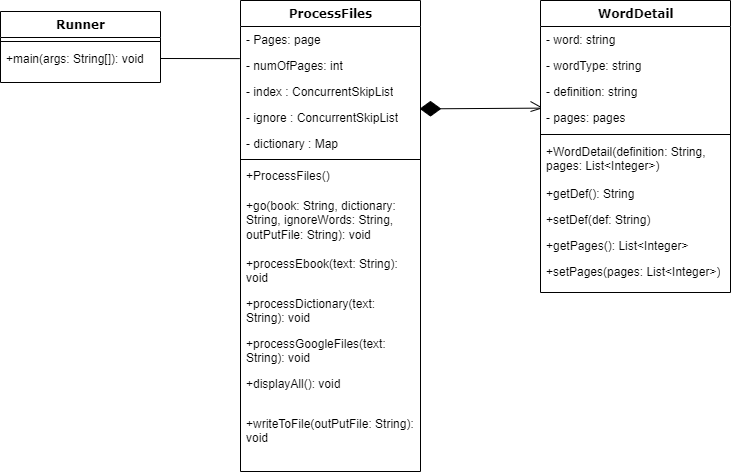 Runner
+main(args: String[]): void
ProcessFiles
- Pages: page
- numOfPages: int
- index : ConcurrentSkipList
- ignore : ConcurrentSkipList
- dictionary : Map
+ProcessFiles()
+go(book: String, dictionary:
String, ignoreWords: String,
outPutFile: String): void
+processEbook(text: String):
void
+processDictionary(text:
String): void
+processGoogleFiles(text:
String): void
+displayAll(): void
+writeToFile(outPutFile: String):
void
WordDetail
- word: string
- wordType: string
- definition: string
- pages: pages
+WordDetail(definition: String,
pages: List<Integer>)
+getDef(): String
+setDef(def: String)
+getPages(): List<Integer>
+setPages(pages: List<Integer>)